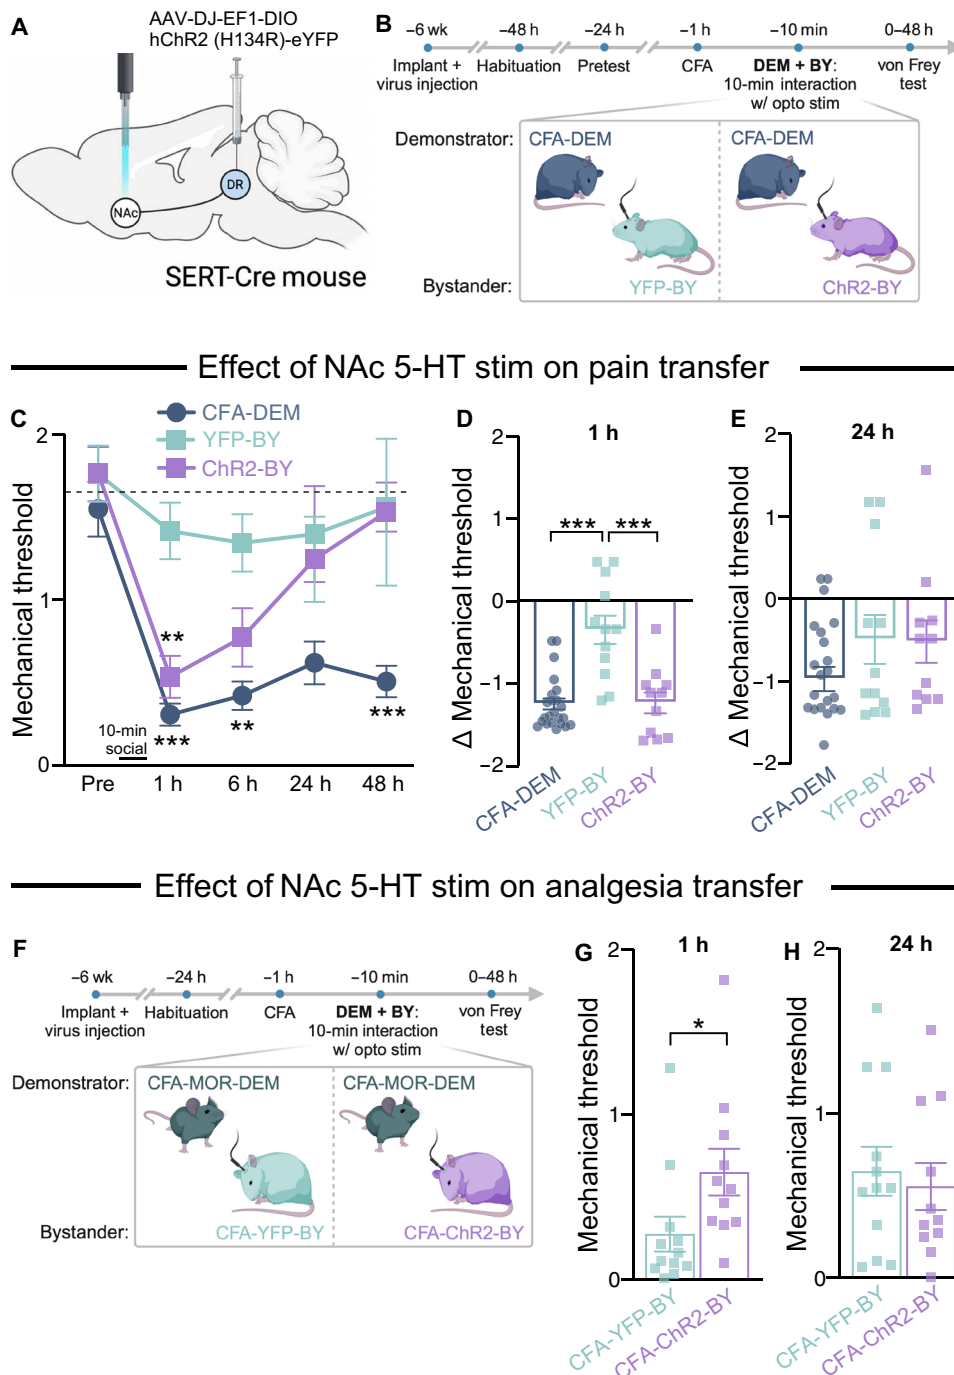 A
AAV-DJ-EF1-DIO
hChR2 (H134R)-eYFP
NAc
DR
SERT-Cre mouse
B
−6 wk
−48 h
−24 h
−1 h
−10 min
0–48 h
Implant +
virus injection
Habituation
Pretest
CFA
DEM + BY:
10-min interaction
w/ opto stim
von Frey
test
Demonstrator:
CFA-DEM
CFA-DEM
Bystander:
YFP-BY
ChR2-BY
Effect of NAc 5-HT stim on pain transfer
C
CFA-DEM
YFP-BY
ChR2-BY
Mechanical threshold
2
1
0
**
***
**
***
10-min
social
Pre
1 h
6 h
24 h
48 h
D
1 h
Δ Mechanical threshold
2
1
0
−1
−2
***
***
CFA-DEM
YFP-BY
ChR2-BY
E
24 h
Δ Mechanical threshold
2
1
0
−1
−2
CFA-DEM
YFP-BY
ChR2-BY
Effect of NAc 5-HT stim on analgesia transfer
F
−6 wk
−24 h
−1 h
−10 min
0–48 h
Implant +
virus injection
Habituation
CFA
DEM + BY:
10-min interaction
w/ opto stim
von Frey
test
Demonstrator:
CFA-MOR-DEM
CFA-MOR-DEM
Bystander:
CFA-YFP-BY
CFA-ChR2-BY
G
1 h
Mechanical threshold
2
1
0
*
CFA-YFP-BY
CFA-ChR2-BY
H
24 h
Mechanical threshold
2
1
0
CFA-YFP-BY
CFA-ChR2-BY